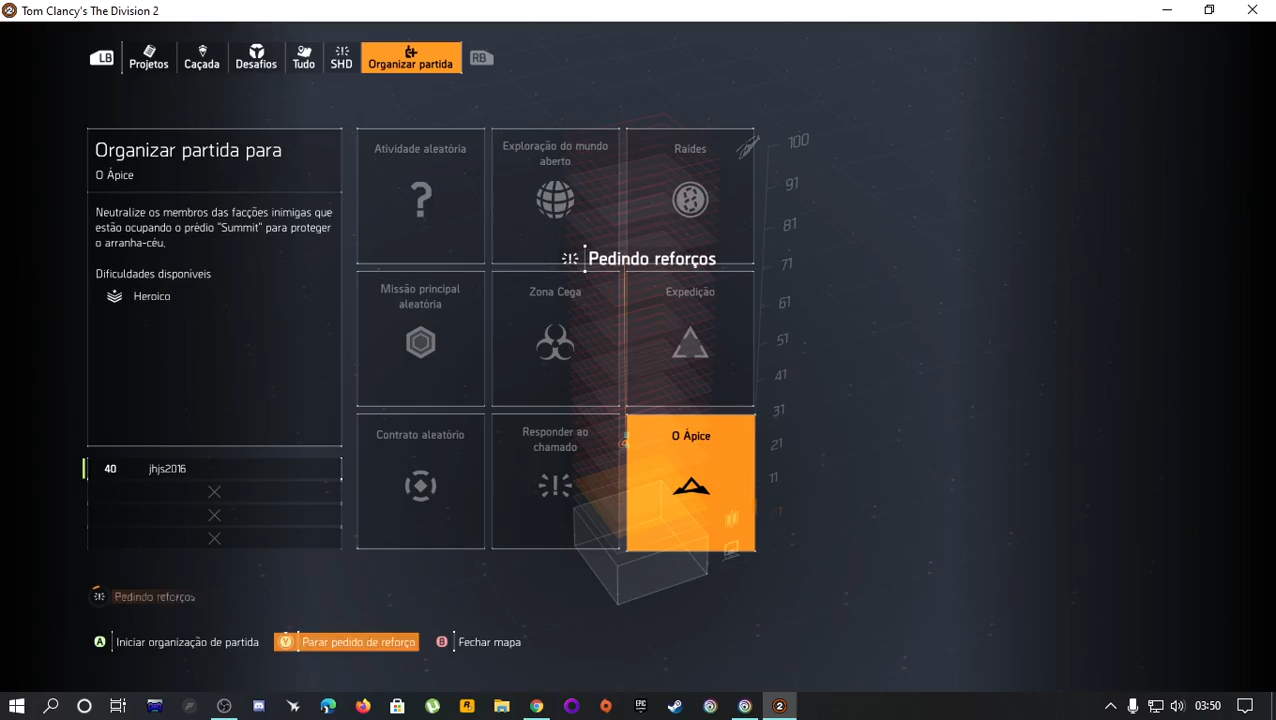 Tom Clancy's The Division 2
LB
Projetos
Caçada
Desafios
Tudo
SHD
Organizar partida
RB
Organizar partida para
O Ápice
Neutralize os membros das facções inimigas que
estão ocupando o prédio "Summit" para proteger
o arranha-céu.
Dificuldades disponíveis
Heroico
Atividade aleatória
Exploração do mundo
aberto
Raides
Pedindo reforços
Missão principal
aleatória
Zona Cega
Expedição
Contrato aleatório
Responder ao
chamado
O Ápice
100
91
81
71
61
51
41
31
21
11
40 jhjs2016
Pedindo reforços
A Iniciar organização de partida
Y Parar pedido de reforço
B Fechar mapa
EPIC
03:50